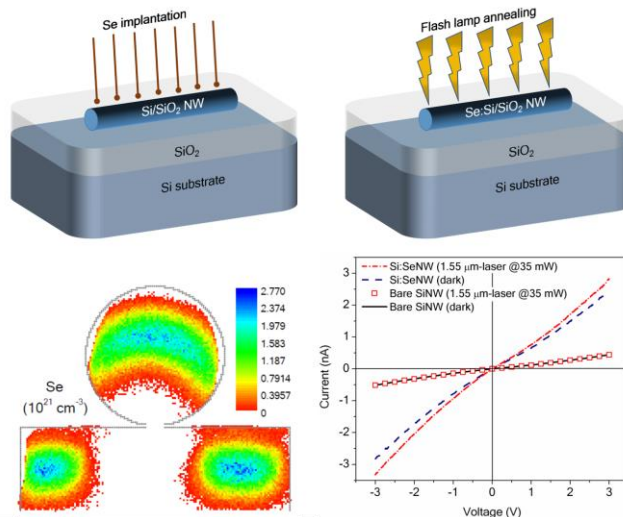 Se implantation
Si/SiO₂ NW
SiO₂
Si substrate
Flash lamp annealing
Se:Si/SiO₂ NW
SiO₂
Si substrate
Se
(10²¹ cm⁻³)
2.770
2.374
1.979
1.583
1.187
0.7914
0.3957
0
Si:SeNW (1.55 μm-laser @35 mW)
Si:SeNW (dark)
Bare SiNW (1.55 μm-laser @35 mW)
Bare SiNW (dark)
Current (nA)
3
2
1
0
-1
-2
-3
-3 -2 -1 0 1 2 3
Voltage (V)